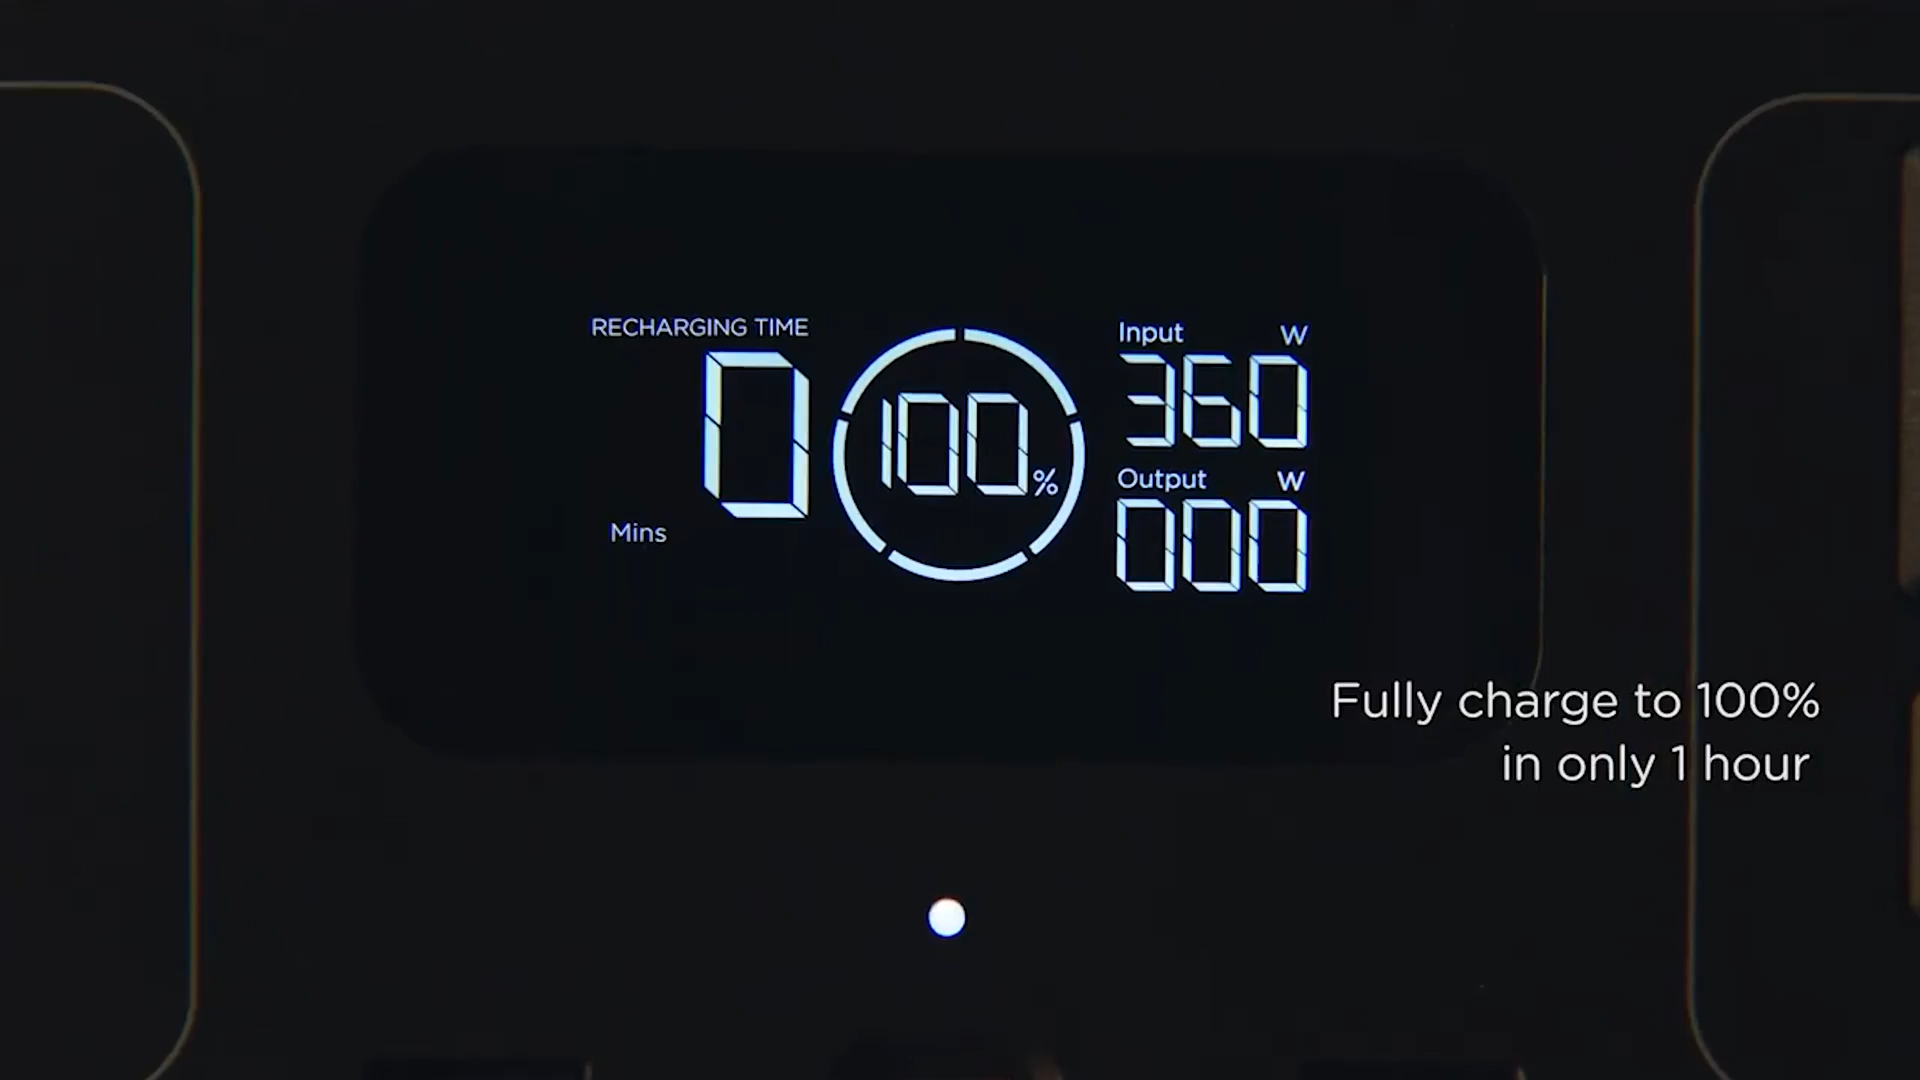 RECHARGING TIME
0
Mins
100%
Input W
360
Output W
000
Fully charge to 100%
in only 1 hour